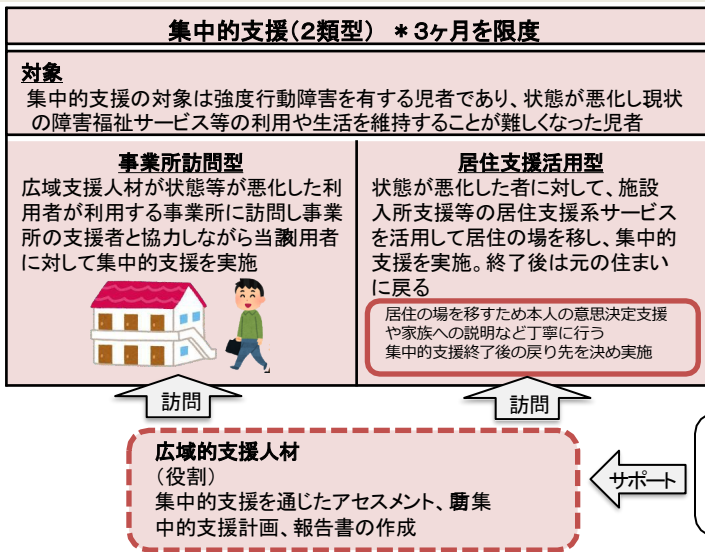 集中的支援(2類型) *3ヶ月を限度
対象
集中的支援の対象は強度行動障害を有する児者であり、状態が悪化し現状
の障害福祉サービス等の利用や生活を維持することが難しくなった児者
事業所訪問型
広域支援人材が状態等が悪化した利
用者が利用する事業所に訪問し事業
所の支援者と協力しながら当用者
に対して集中的支援を実施
居住支援活用型
状態が悪化した者に対して、施設
入所支援等の居住支援系サービス
を活用して居住の場を移し、集中的
支援を実施。終了後は元の住まい
に戻る
居住の場を移すため本人の意思決定支援
や家族への説明など丁寧に行う
集中的支援終了後の戻り先を決め実施
訪問
訪問
広域的支援人材
(役割)
集中的支援を通じたアセスメント、集
中的支援計画、報告書の作成
サポート